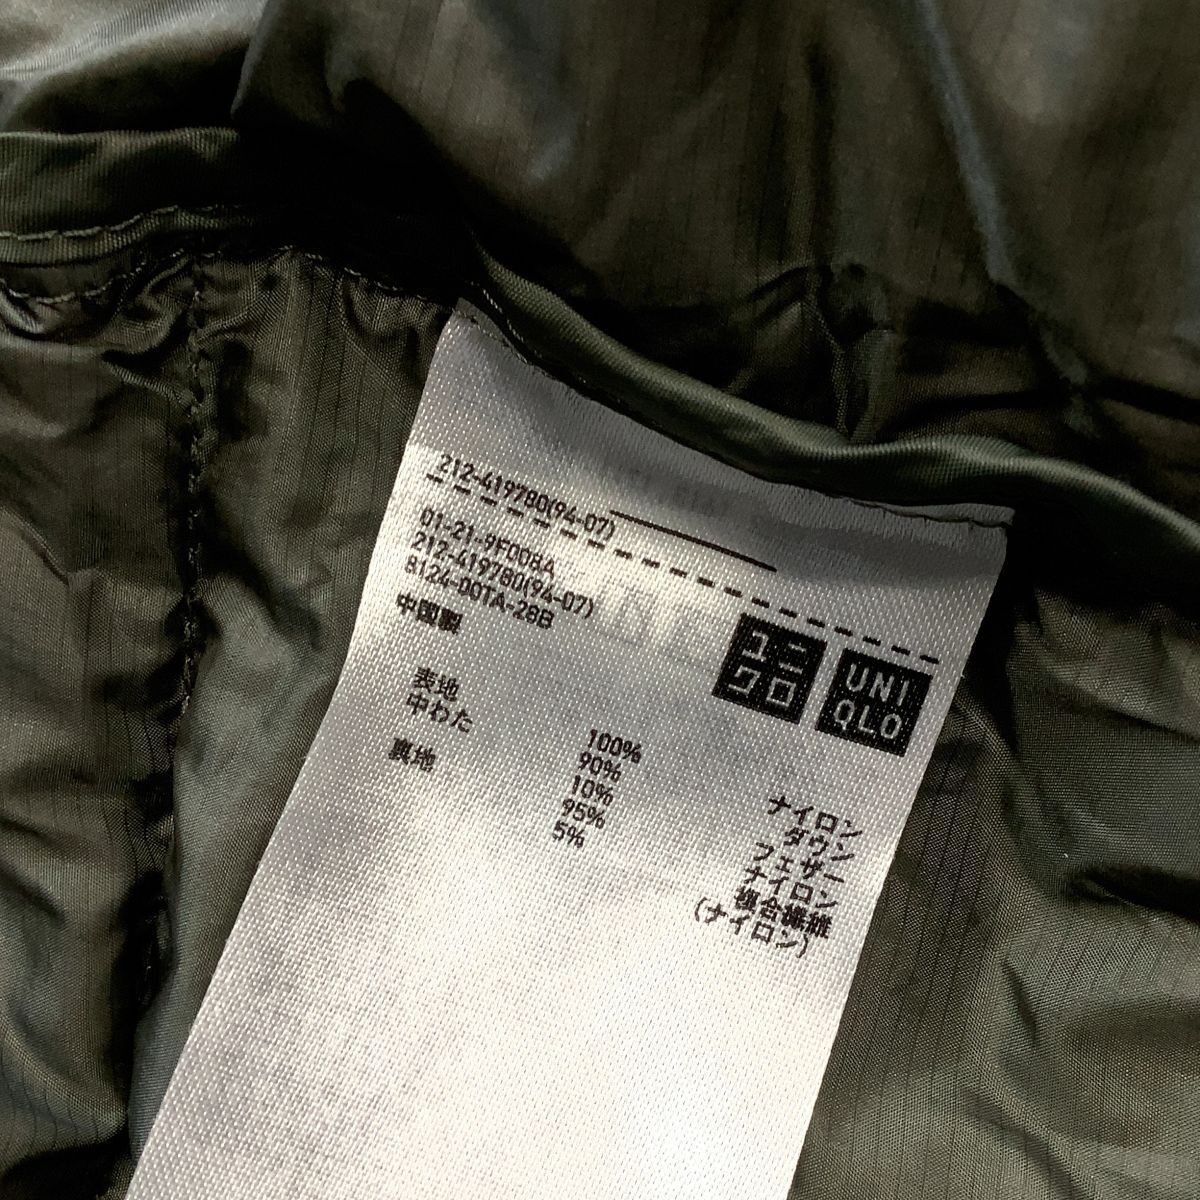 212-419780(94-07)
01-21-9F008A
212-419780(94-07)
8124-00TA-28B
中国製
ユニ
クロ
UNI
QLO
表地 100% ナイロン
中わた 90% ダウン
10% フェザー
裏地 95% ナイロン
5% 複合繊維
(ナイロン)